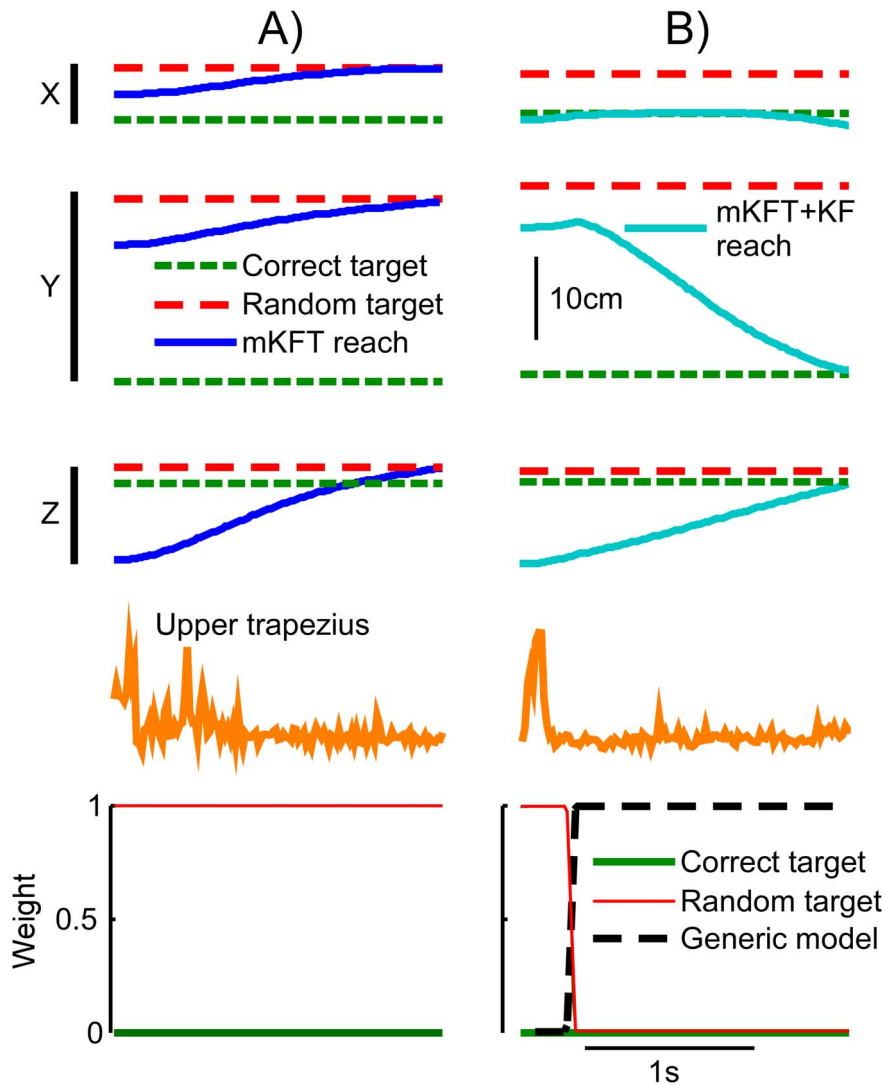 A)
B)
X
Y
mKFT+KF
reach
Correct target
Random target
mKFT reach
10cm
Z
Upper trapezius
1
0.5
0
Weight
Correct target
Random target
Generic model
1s